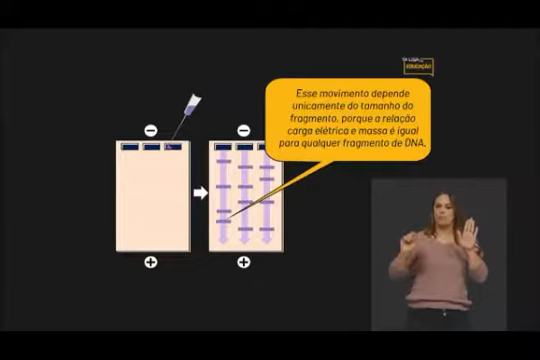 EDUCAÇÃO
Esse movimento depende
unicamente do tamanho do
fragmento, porque a relação
carga elétrica e massa é igual
para qualquer fragmento de DNA.